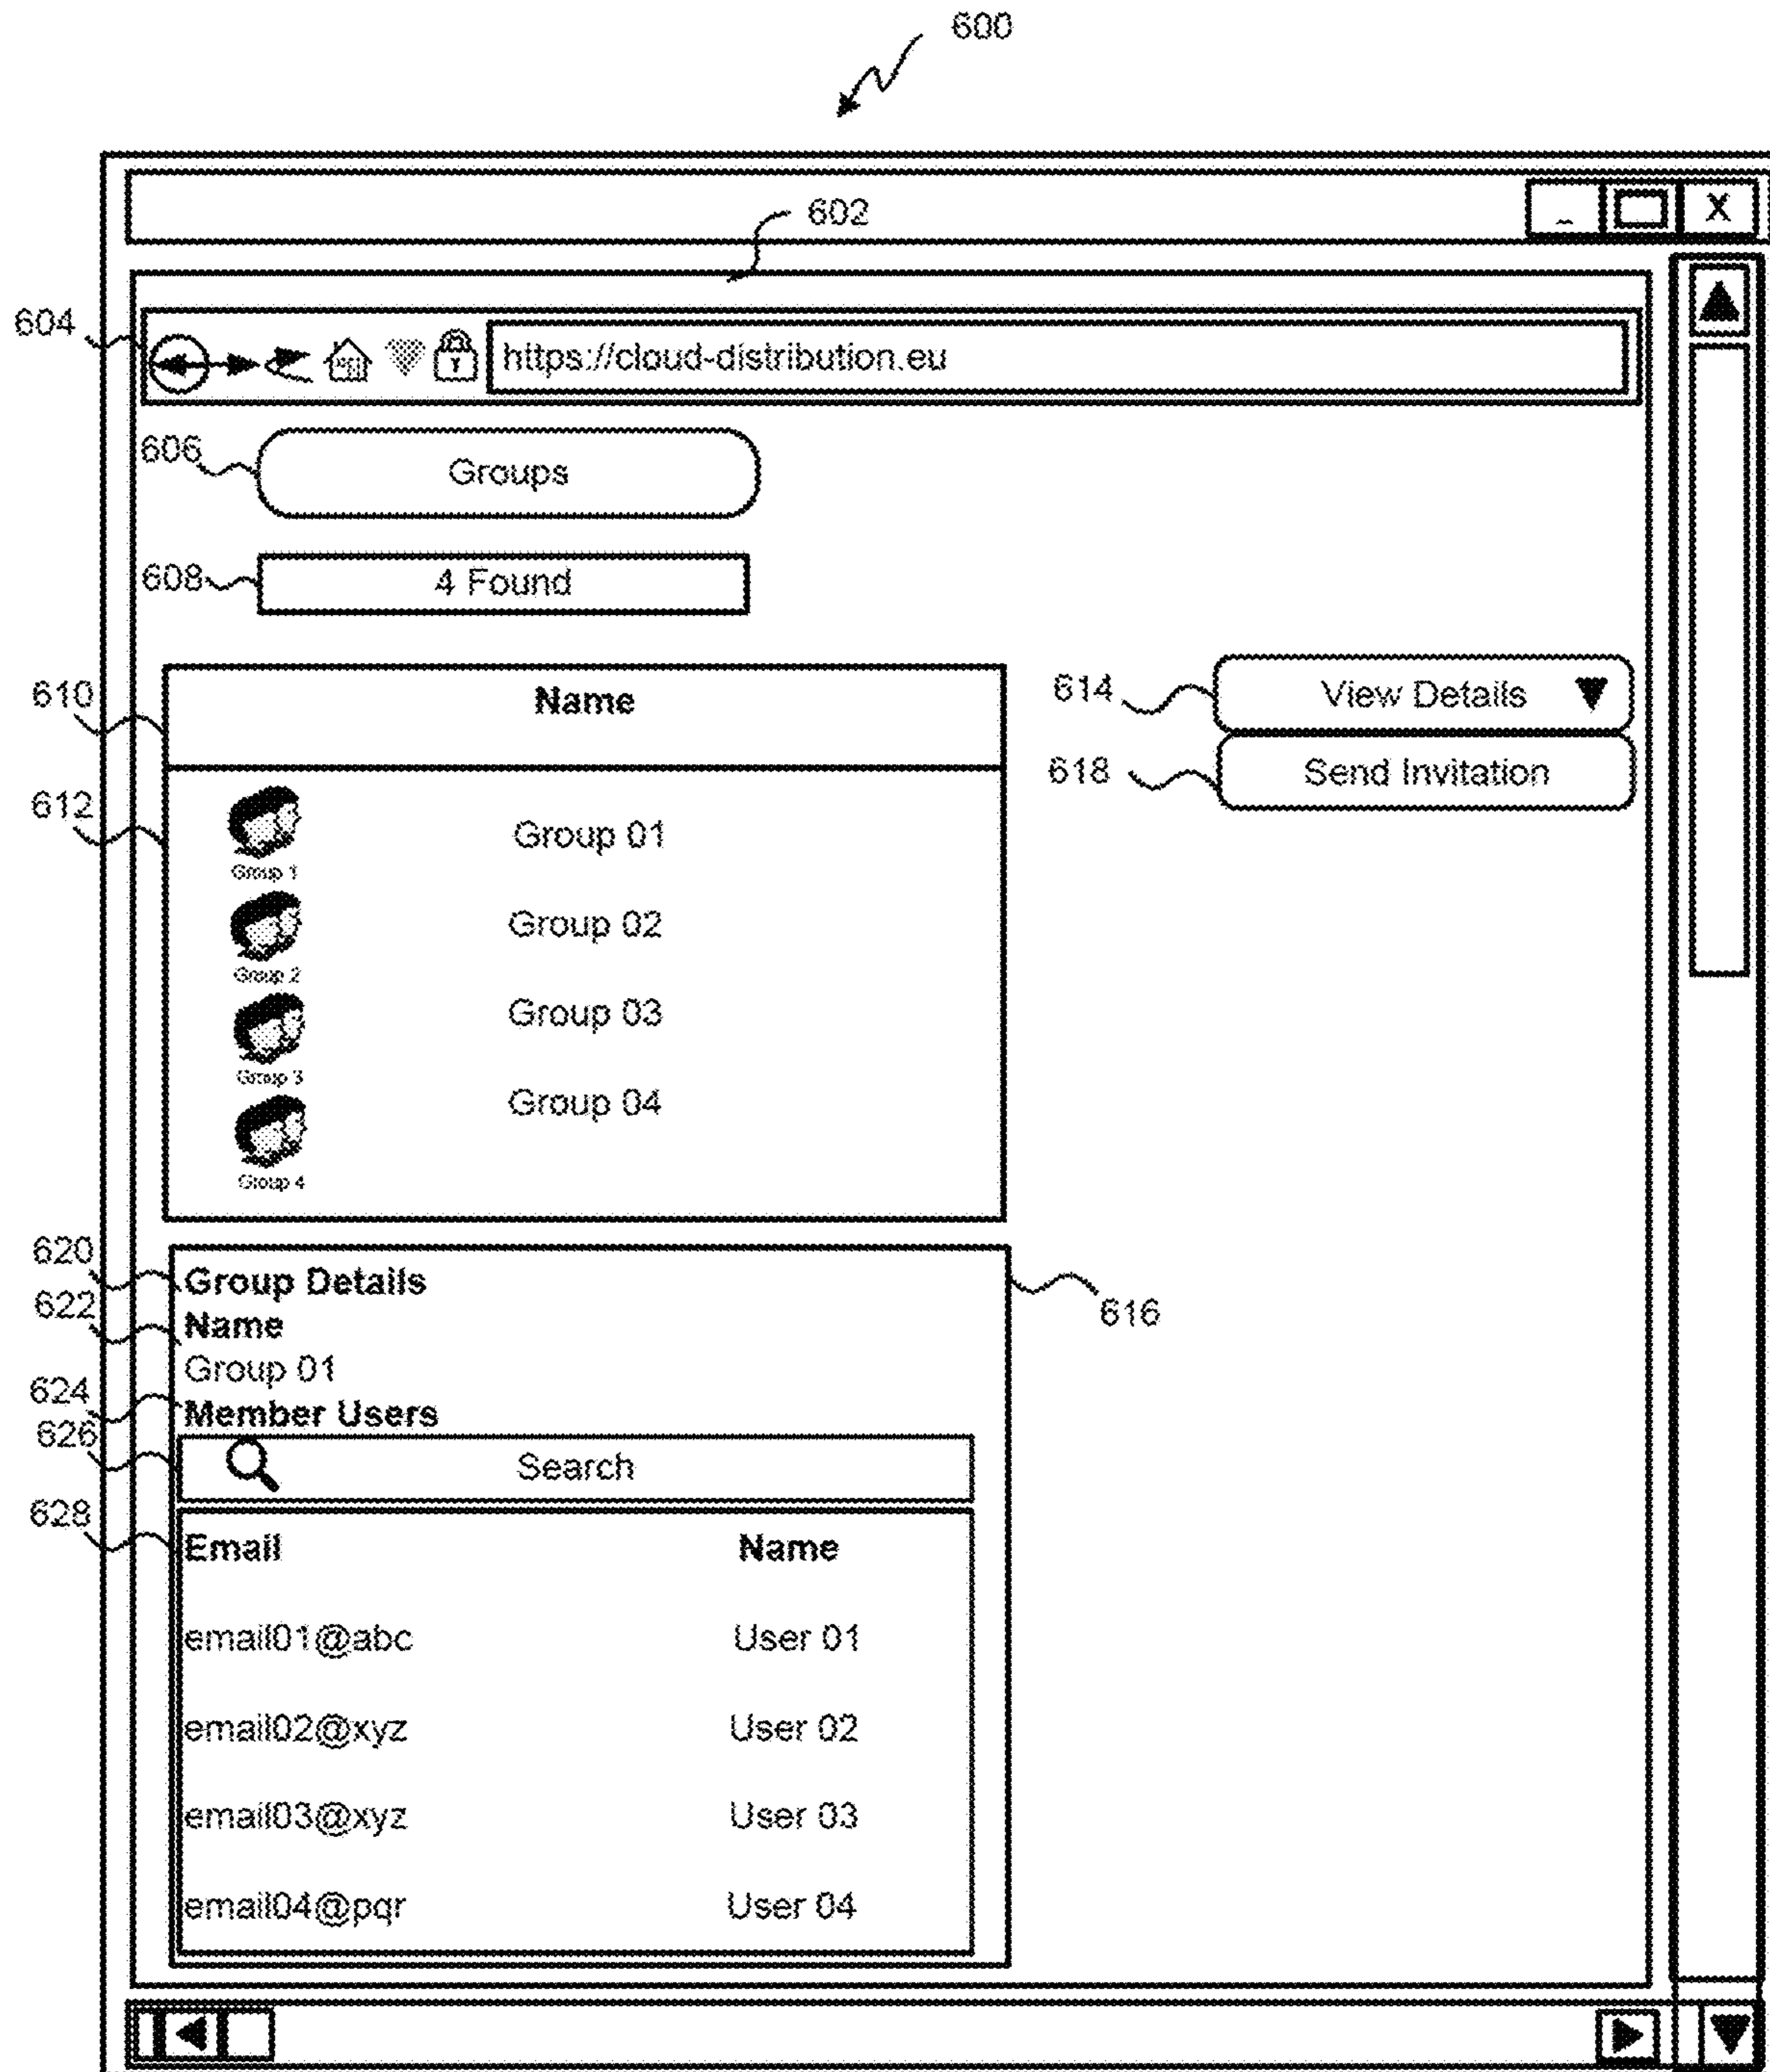 600
X
602
604
https://cloud-distribution.eu
606
Groups
608
4 Found
610
Name
614
View Details
618
Send Invitation
612
Group 1
Group 01
Group 2
Group 02
Group 3
Group 03
Group 4
Group 04
620
Group Details
616
622
Name
Group 01
624
Member Users
626
Search
628
Email Name
email01@abc User 01
email02@xyz User 02
email03@xyz User 03
email04@pqr User 04